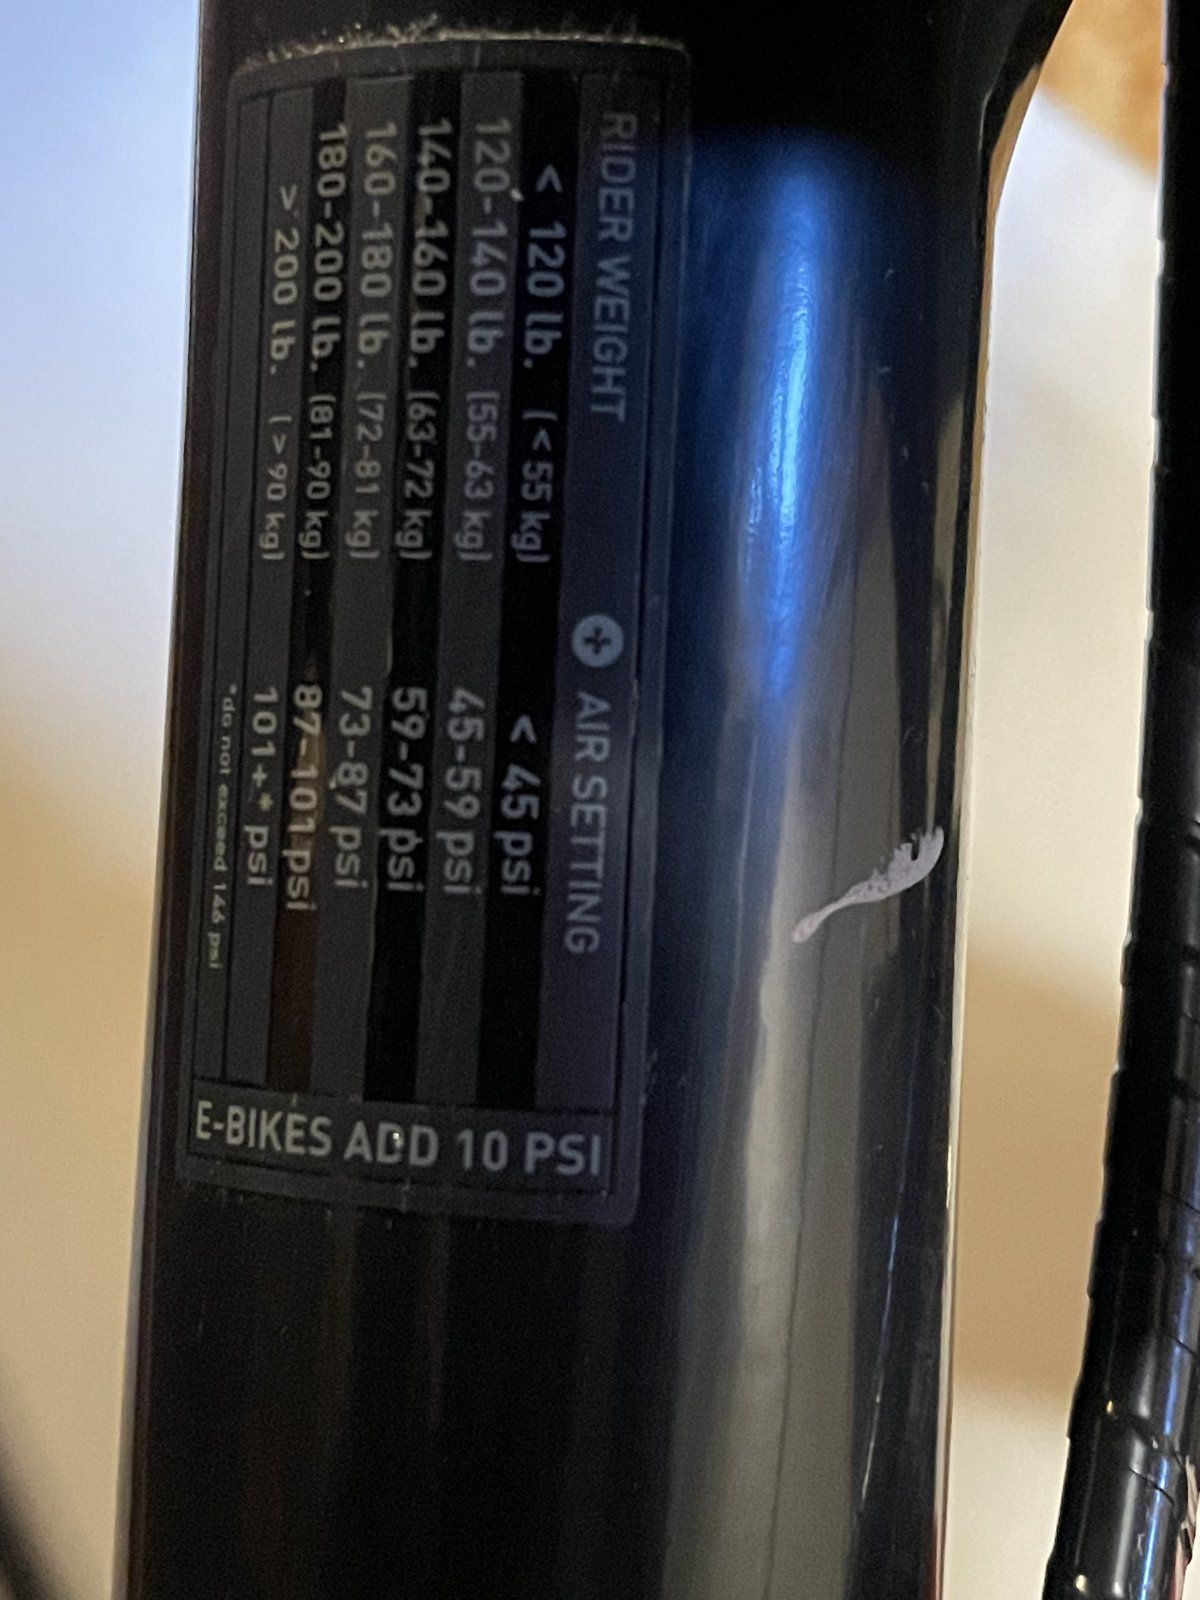 RIDER WEIGHT + AIR SETTING
< 120 lb. (< 55 kg) < 45 psi
120-140 lb. (55-63 kg) 45-59 psi
140-160 lb. (63-72 kg) 59-73 psi
160-180 lb. (72-81 kg) 73-87 psi
180-200 lb. (81-90 kg) 87-101 psi
> 200 lb. (> 90 kg) 101+* psi
*do not exceed 146 psi
E-BIKES ADD 10 PSI